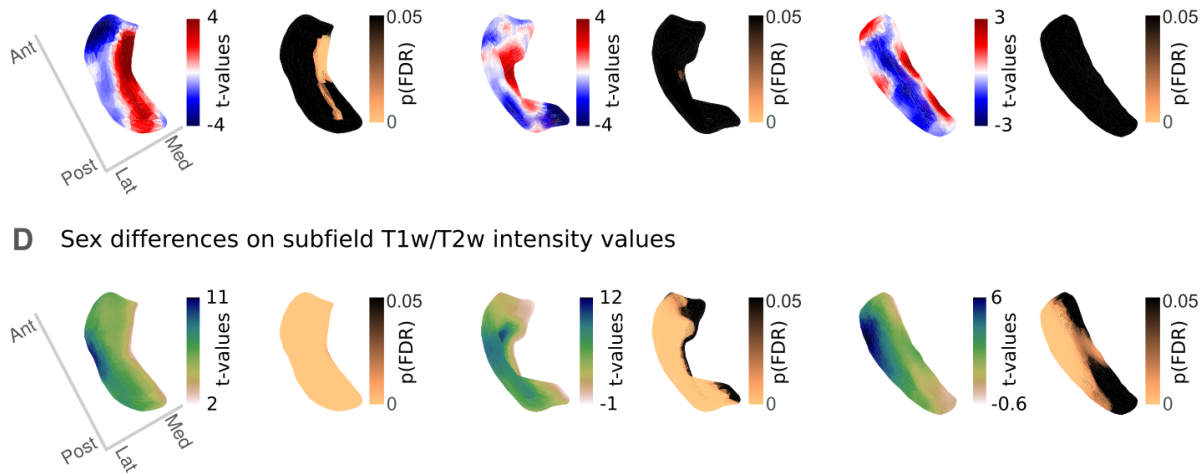 Ant
Post
Lat
Med
4
t-values
-4
0.05
p(FDR)
0
4
t-values
-4
0.05
p(FDR)
0
3
t-values
-3
0.05
p(FDR)
0
D Sex differences on subfield T1w/T2w intensity values
Ant
Post
Lat
Med
11
t-values
2
0.05
p(FDR)
0
12
t-values
-1
0.05
p(FDR)
0
6
t-values
-0.6
0.05
p(FDR)
0